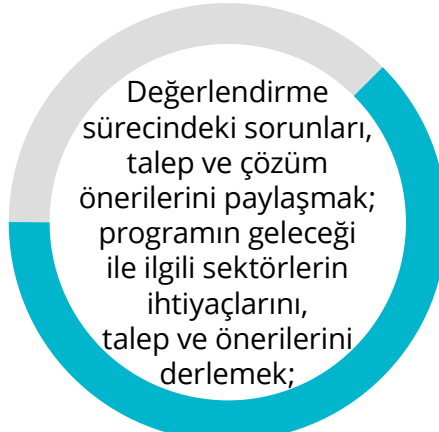 Değerlendirme
sürecindeki sorunları,
talep ve çözüm
önerilerini paylaşmak;
programın geleceği
ile ilgili sektörlerin
ihtiyaçlarını,
talep ve önerilerini
derlemek;